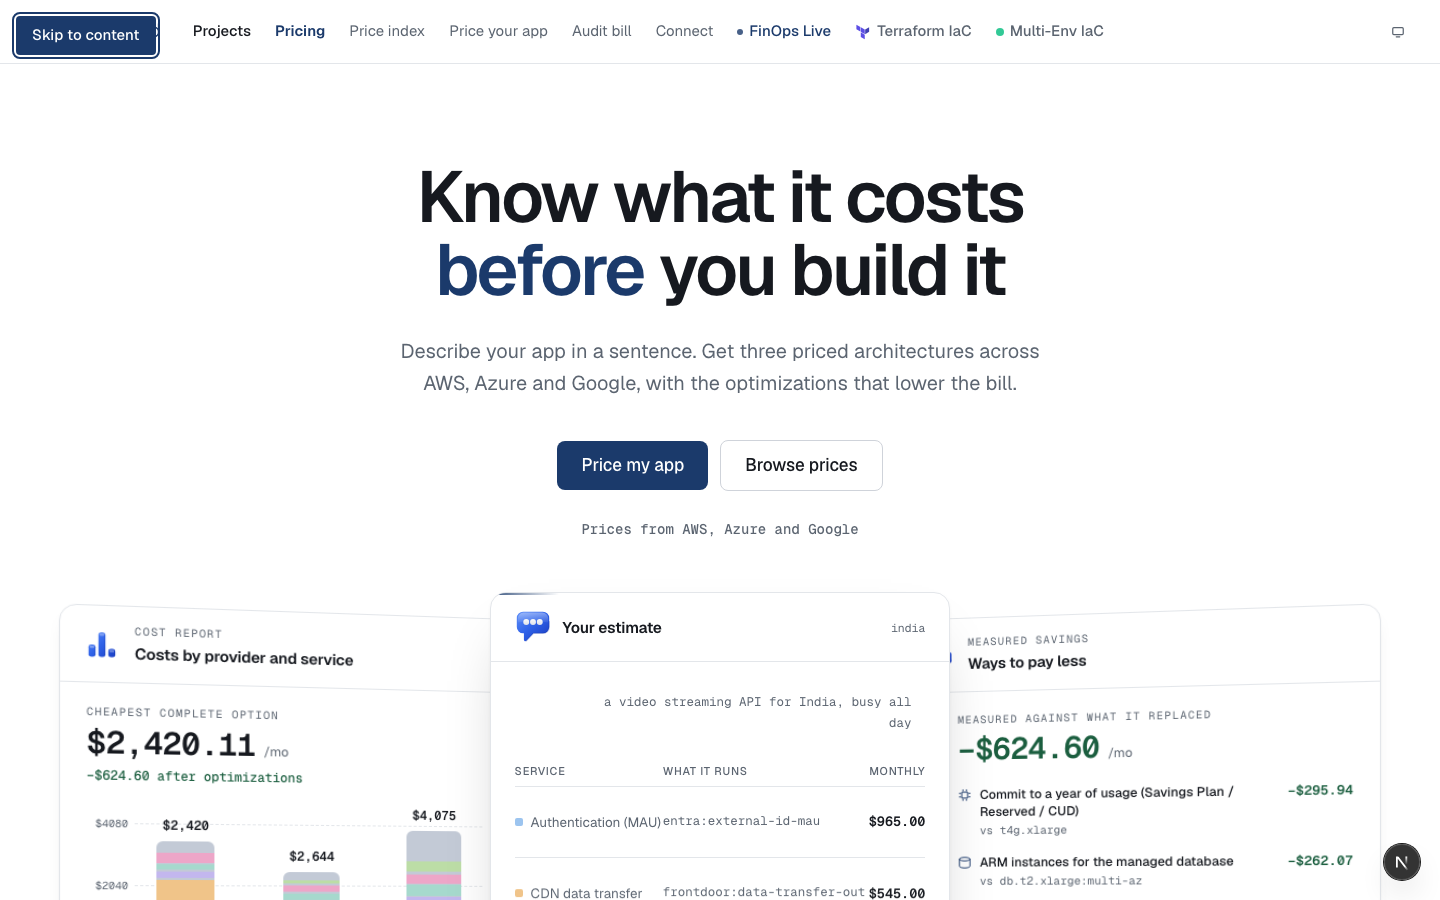 Skip to content
Projects
Pricing
Price index
Price your app
Audit bill
Connect
FinOps Live
Terraform IaC
Multi-Env IaC
Know what it costs
before you build it
Describe your app in a sentence. Get three priced architectures across
AWS, Azure and Google, with the optimizations that lower the bill.
Price my app
Browse prices
Prices from AWS, Azure and Google
COST REPORT
Costs by provider and service
CHEAPEST COMPLETE OPTION
$2,420.11 /mo
−$624.60 after optimizations
$4080
$2,420
$2,644
$4,075
$2040
Your estimate
india
a video streaming API for India, busy all
day
SERVICE WHAT IT RUNS MONTHLY
Authentication (MAU) entra:external-id-mau $965.00
CDN data transfer frontdoor:data-transfer-out $545.00
MEASURED SAVINGS
Ways to pay less
MEASURED AGAINST WHAT IT REPLACED
−$624.60 /mo
Commit to a year of usage (Savings Plan / −$295.94
Reserved / CUD)
vs t4g.xlarge
ARM instances for the managed database −$262.07
vs db.t2.xlarge:multi-az
N